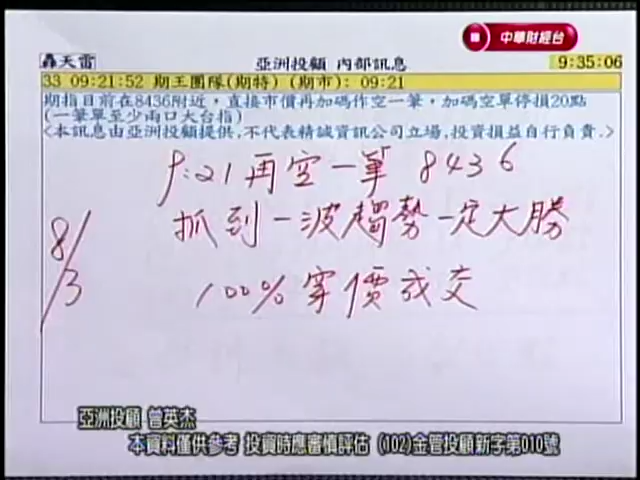 中華財經台
轟天雷 亞洲投顧 內部訊息 9:35:06
33 09:21:52 期王團隊(期特) (期市): 09:21
期指目前在8436附近，直接市價再加碼作空一筆，加碼空單停損20點
(一筆單至少兩口大台指)
<本訊息由亞洲投顧提供,不代表精誠資訊公司立場,投資損益自行負責.>
9:21再空一筆 8436
抓到一波趨勢一定大勝
8/3
100%穿價成交
亞洲投顧 曾英杰
本資料僅供參考 投資時應審慎評估 (102)金管投顧新字第010號